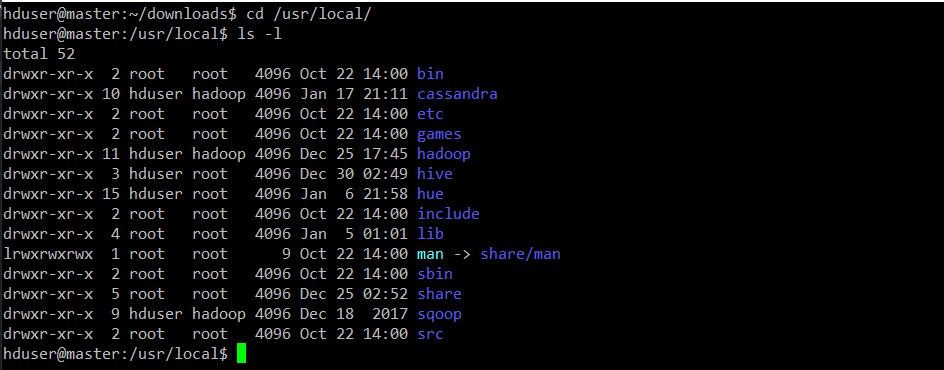 hduser@master:~/downloads$ cd /usr/local/
hduser@master:/usr/local$ ls -l
total 52
drwxr-xr-x  2 root   root   4096 Oct 22 14:00 bin
drwxr-xr-x 10 hduser hadoop 4096 Jan 17 21:11 cassandra
drwxr-xr-x  2 root   root   4096 Oct 22 14:00 etc
drwxr-xr-x  2 root   root   4096 Oct 22 14:00 games
drwxr-xr-x 11 hduser hadoop 4096 Dec 25 17:45 hadoop
drwxr-xr-x  3 hduser root   4096 Dec 30 02:49 hive
drwxr-xr-x 15 hduser root   4096 Jan  6 21:58 hue
drwxr-xr-x  2 root   root   4096 Oct 22 14:00 include
drwxr-xr-x  4 root   root   4096 Jan  5 01:01 lib
lrwxrwxrwx  1 root   root      9 Oct 22 14:00 man -> share/man
drwxr-xr-x  2 root   root   4096 Oct 22 14:00 sbin
drwxr-xr-x  5 root   root   4096 Dec 25 02:52 share
drwxr-xr-x  9 hduser hadoop 4096 Dec 18  2017 sqoop
drwxr-xr-x  2 root   root   4096 Oct 22 14:00 src
hduser@master:/usr/local$